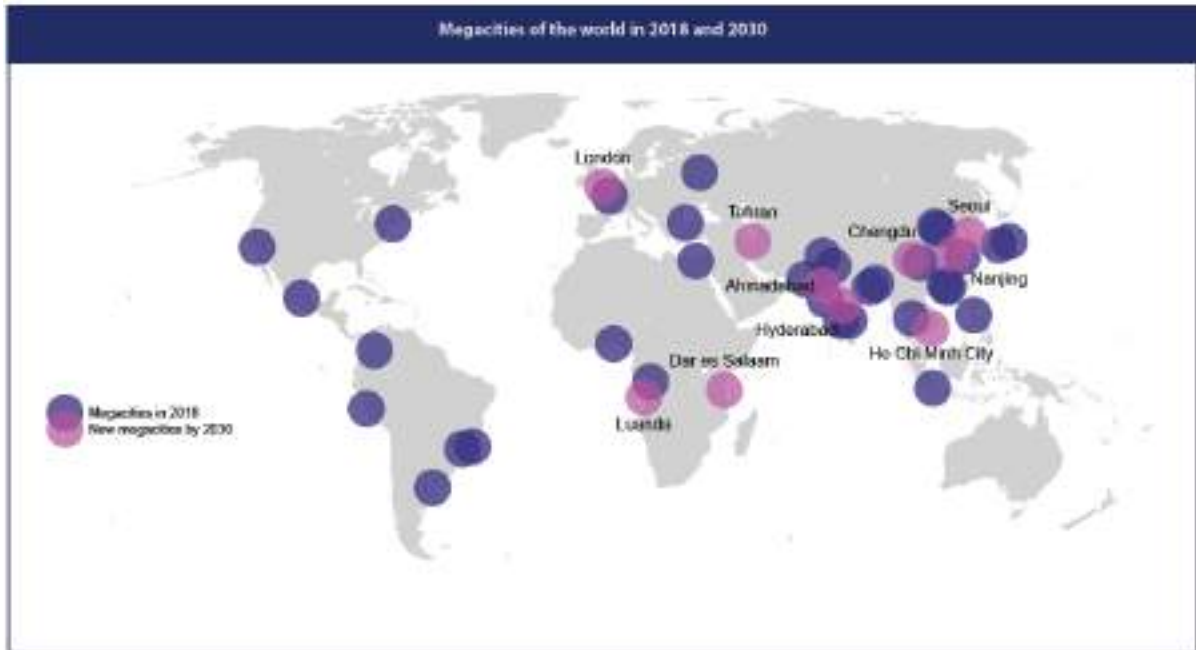 Megacities of the world in 2018 and 2030
London
Tehran
Seoul
Chengdu
Ahmadabad
Nanjing
Hyderabad
Ho Chi Minh City
Dar es Salaam
Luanda
Megacities in 2018
New megacities by 2030